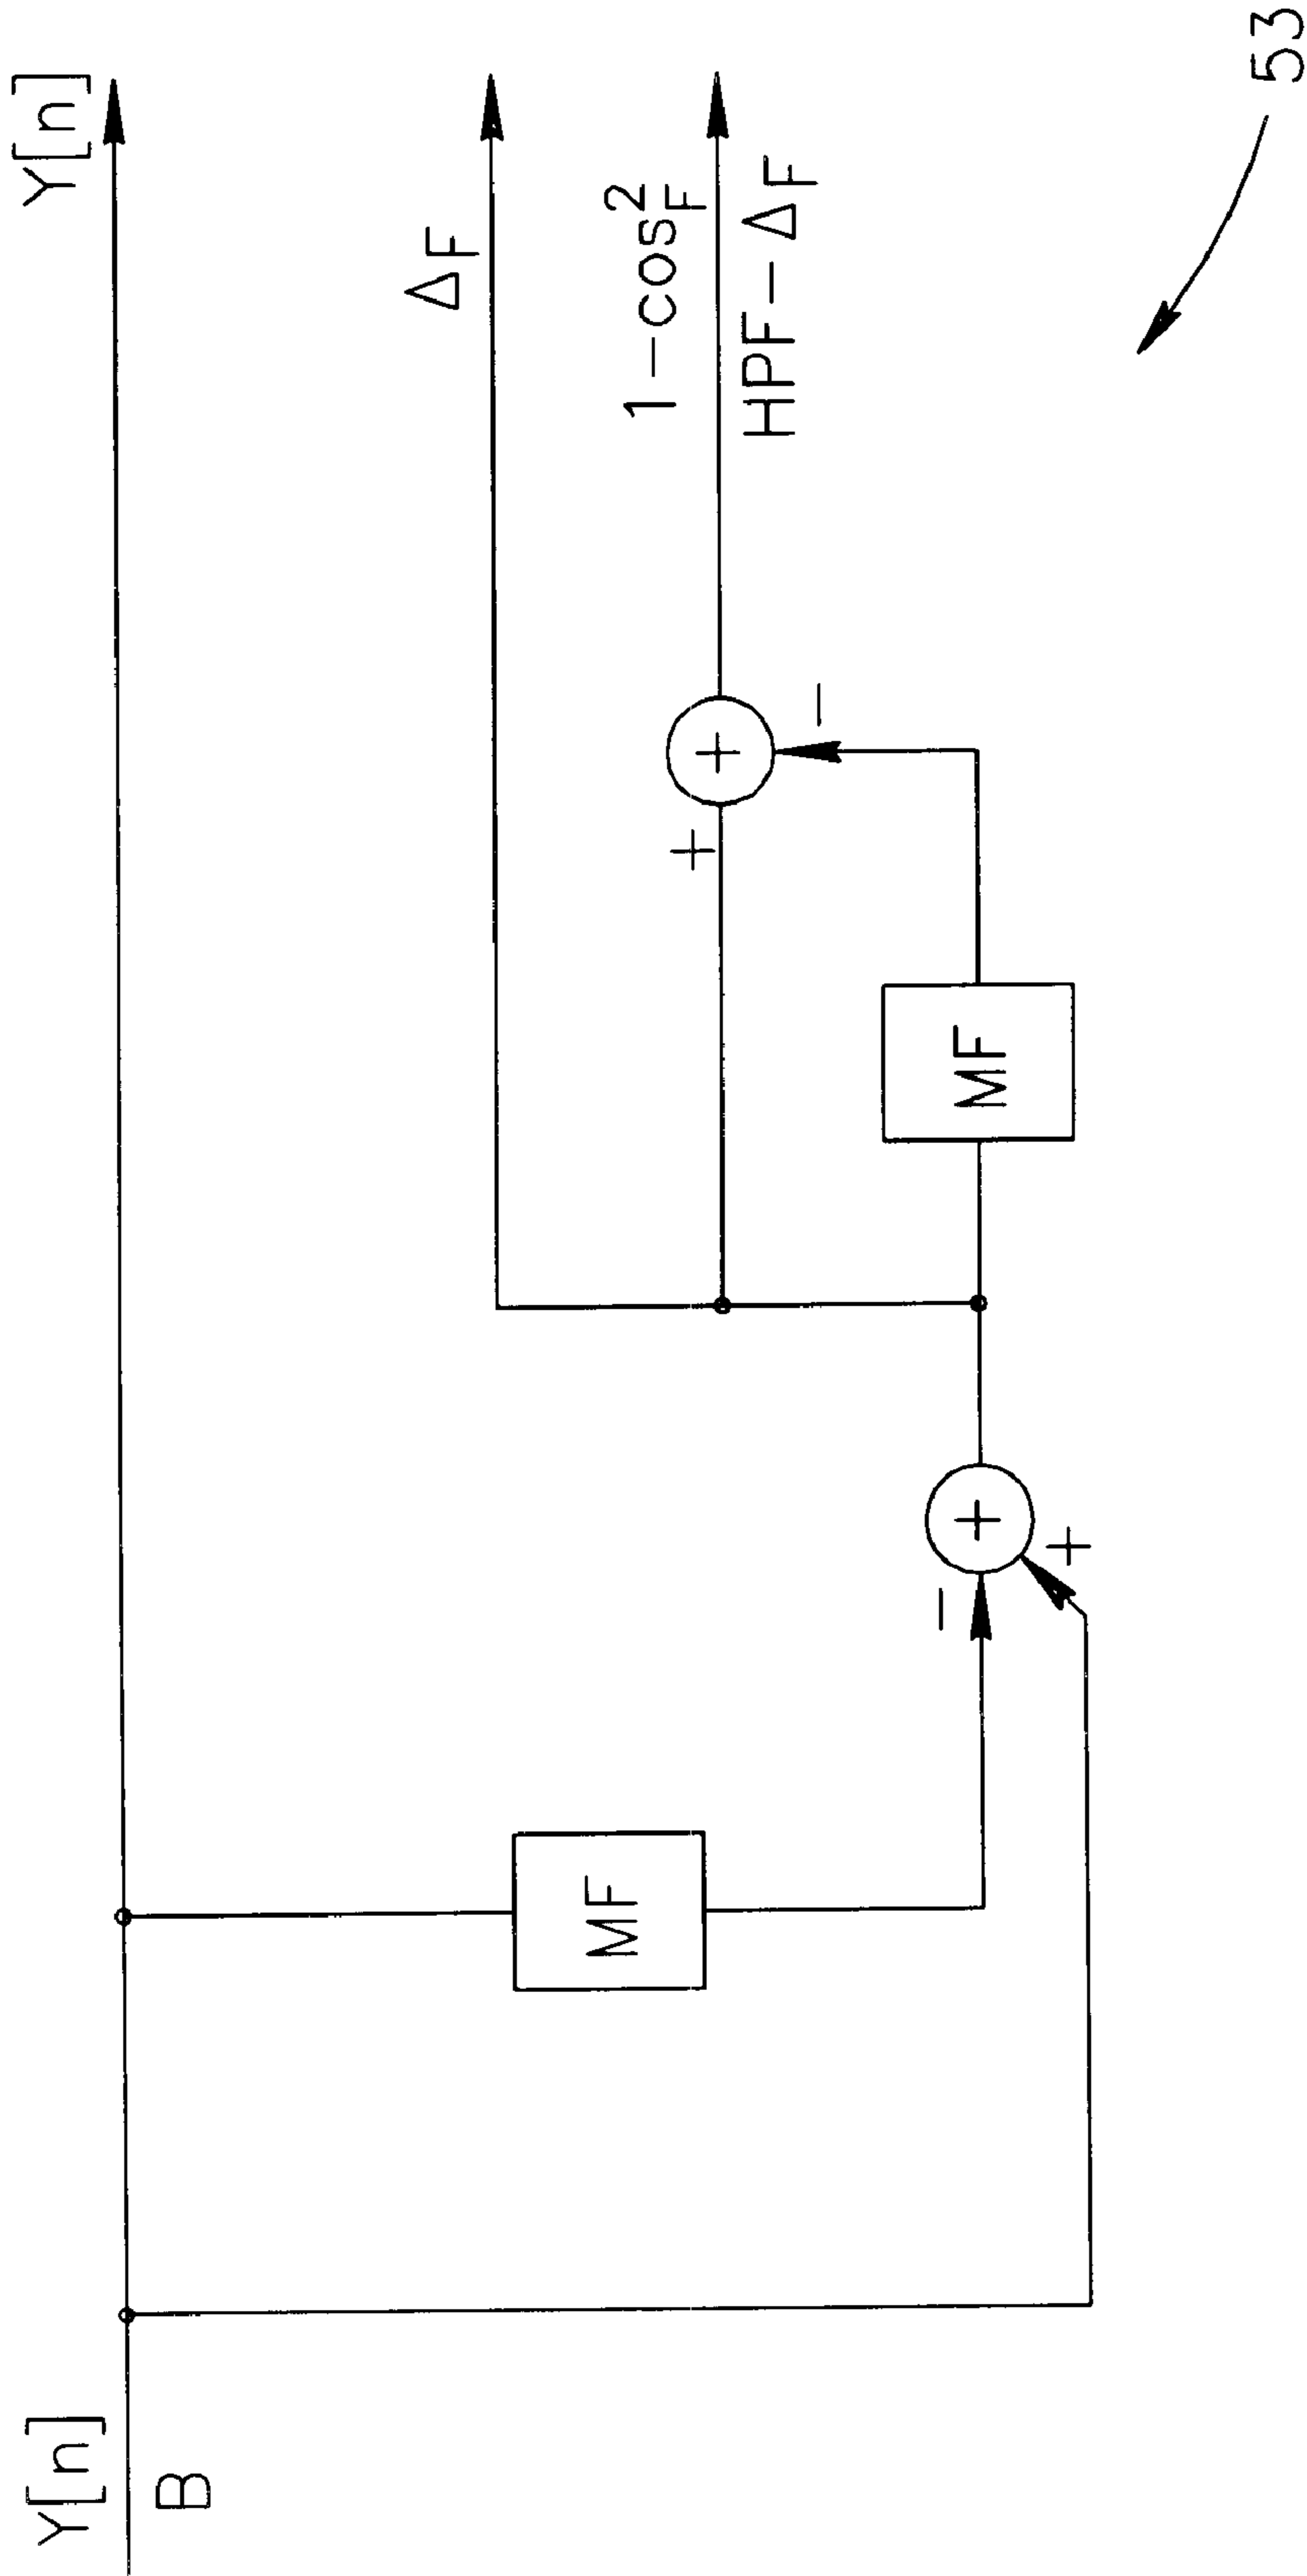 Y[n]
B
Y[n]
ΔF
1-cos²F
HPF-ΔF
MF
MF
+
-
+
+
+
-
53